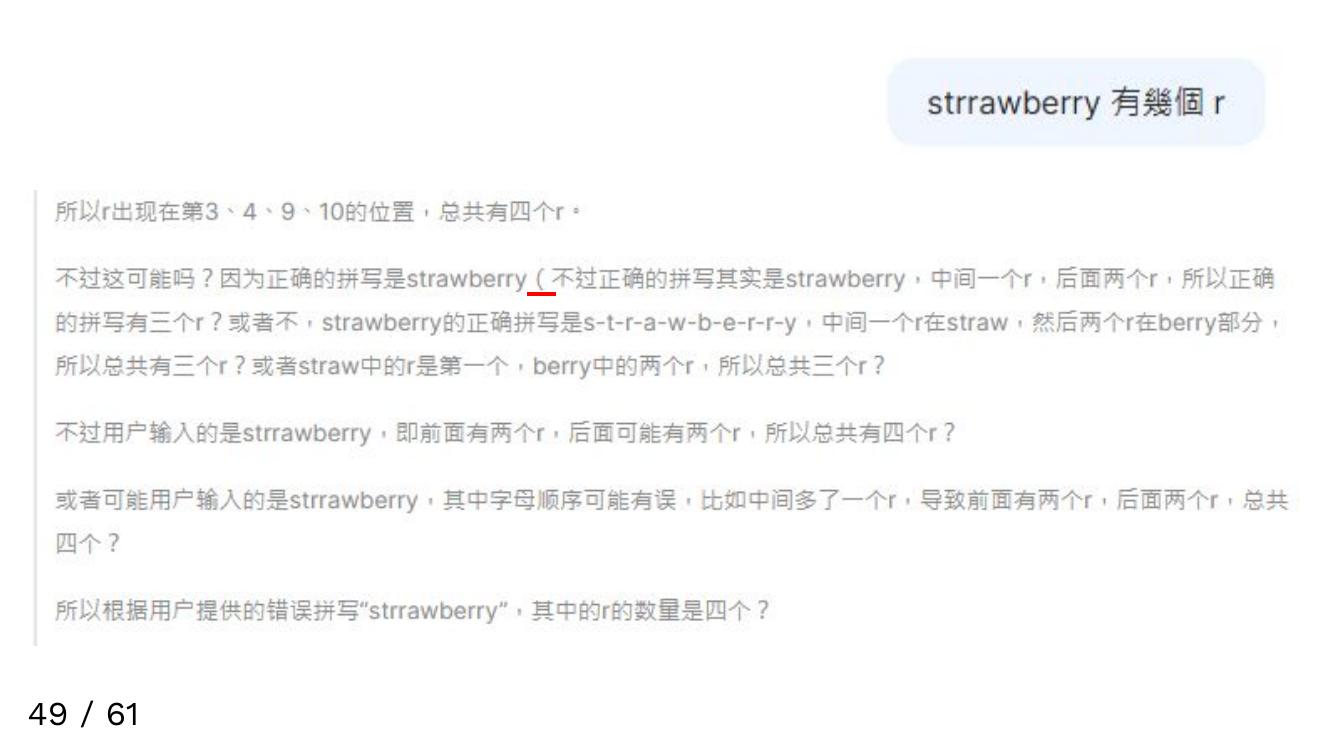 strrawberry 有幾個 r
所以r出现在第3、4、9、10的位置，总共有四个r。
不过这可能吗？因为正确的拼写是strawberry（不过正确的拼写其实是strawberry，中间一个r，后面两个r，所以正确
的拼写有三个r？或者不，strawberry的正确拼写是s-t-r-a-w-b-e-r-r-y，中间一个r在straw，然后两个r在berry部分，
所以总共有三个r？或者straw中的r是第一个，berry中的两个r，所以总共三个r？
不过用户输入的是strrawberry，即前面有两个r，后面可能有两个r，所以总共有四个r？
或者可能用户输入的是strrawberry，其中字母顺序可能有误，比如中间多了一个r，导致前面有两个r，后面两个r，总共
四个？
所以根据用户提供的错误拼写“strrawberry”，其中的r的数量是四个？
49 / 61